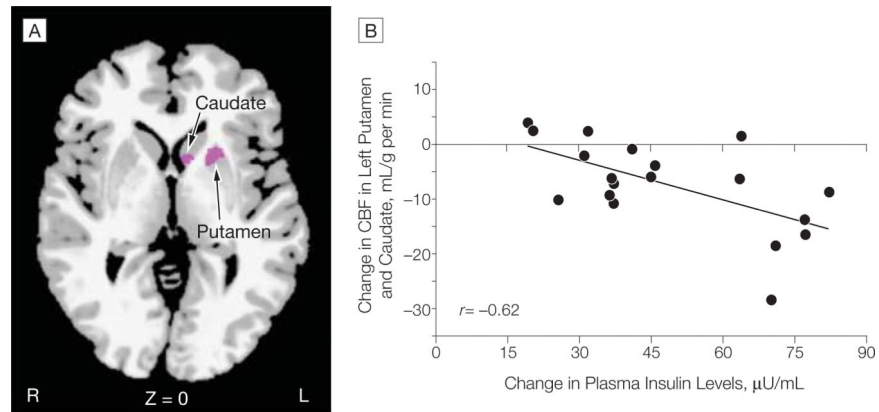 A
Caudate
Putamen
R
Z = 0
L
B
Change in CBF in Left Putamen
and Caudate, mL/g per min
10
0
−10
−20
−30
r= −0.62
0
15
30
45
60
75
90
Change in Plasma Insulin Levels, μU/mL